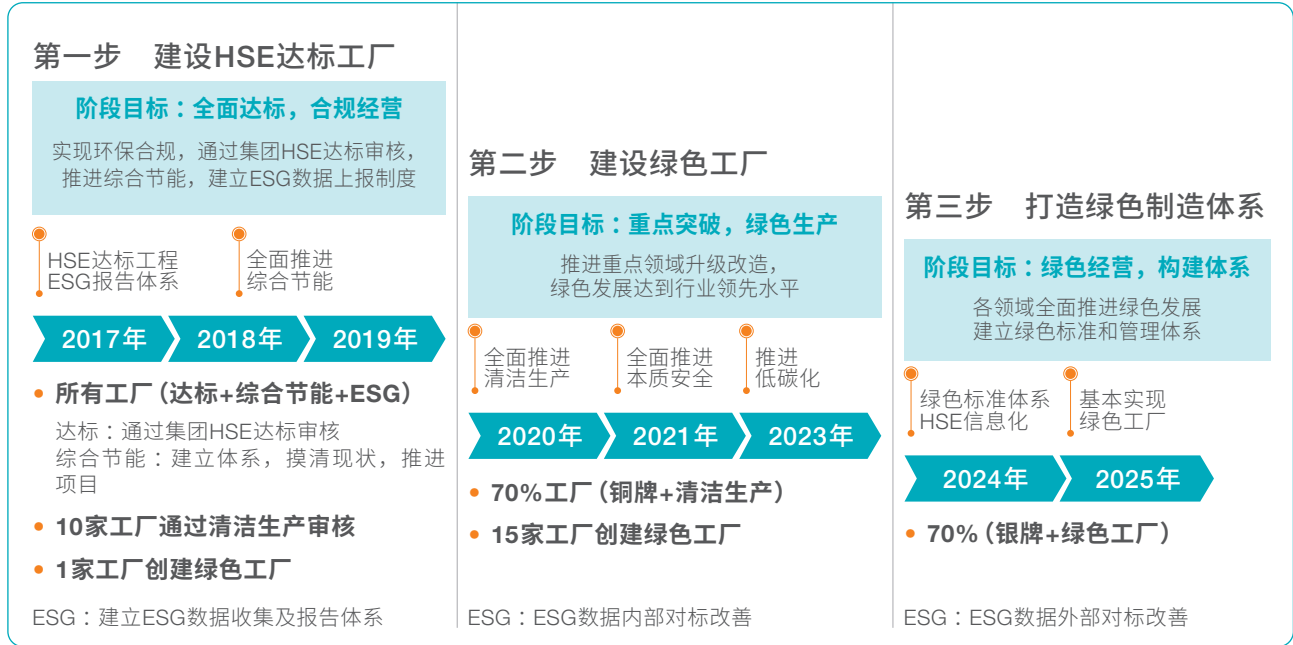 第一步　建设HSE达标工厂
阶段目标：全面达标，合规经营
实现环保合规，通过集团HSE达标审核，
推进综合节能，建立ESG数据上报制度
HSE达标工程
ESG报告体系
全面推进
综合节能
2017年
2018年
2019年
• 所有工厂（达标+综合节能+ESG）
达标：通过集团HSE达标审核
综合节能：建立体系，摸清现状，推进
项目
• 10家工厂通过清洁生产审核
• 1家工厂创建绿色工厂
ESG：建立ESG数据收集及报告体系
第二步　建设绿色工厂
阶段目标：重点突破，绿色生产
推进重点领域升级改造，
绿色发展达到行业领先水平
全面推进
清洁生产
全面推进
本质安全
推进
低碳化
2020年
2021年
2023年
• 70%工厂（铜牌+清洁生产）
• 15家工厂创建绿色工厂
ESG：ESG数据内部对标改善
第三步　打造绿色制造体系
阶段目标：绿色经营，构建体系
各领域全面推进绿色发展
建立绿色标准和管理体系
绿色标准体系
HSE信息化
基本实现
绿色工厂
2024年
2025年
• 70%（银牌+绿色工厂）
ESG：ESG数据外部对标改善